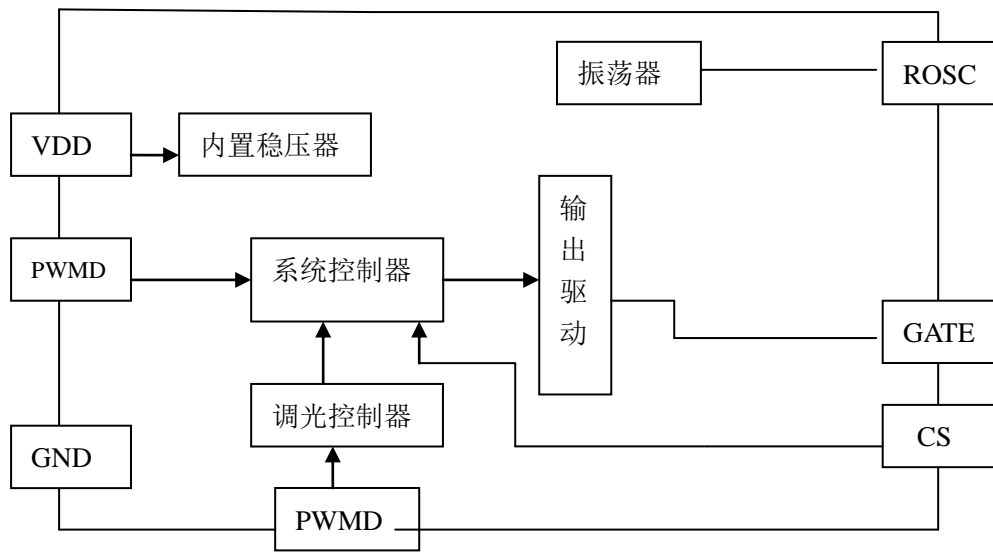 振荡器
ROSC
VDD
内置稳压器
输出驱动
PWMD
系统控制器
GATE
调光控制器
CS
GND
PWMD